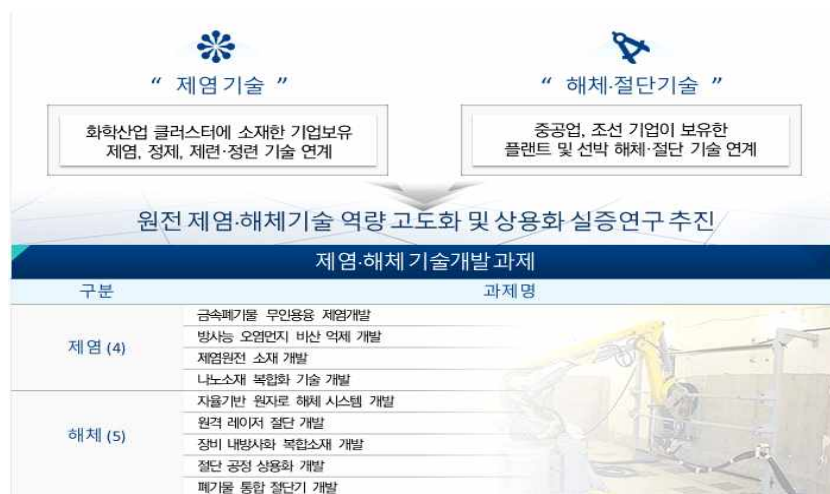 “ 제염기술 ”
“ 해체·절단기술 ”
화학산업 클러스터에 소재한 기업보유
제염, 정제, 제련·정련 기술 연계
중공업, 조선 기업이 보유한
플랜트 및 선박 해체·절단 기술 연계
원전 제염·해체기술 역량 고도화 및 상용화 실증연구 추진
제염·해체 기술개발 과제
구분 과제명
제염 (4)
금속폐기물 무인용융 제염개발
방사능 오염먼지 비산 억제 개발
제염원전 소재 개발
나노소재 복합화 기술 개발
해체 (5)
자율기반 원자로 해체 시스템 개발
원격 레이저 절단 개발
장비 내방사화 복합소재 개발
절단 공정 상용화 개발
폐기물 통합 절단기 개발